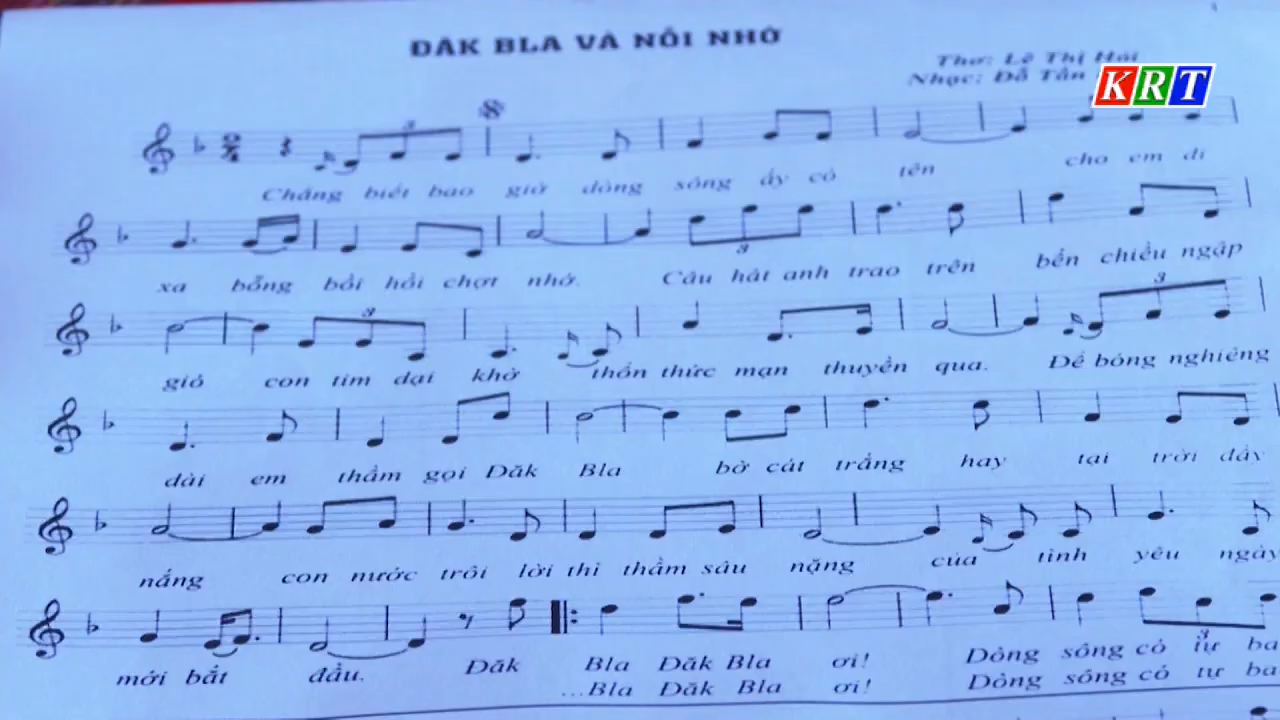 ĐĂK BLA VÀ NỖI NHỚ
Thơ: Lê Thị
Nhạc: Đỗ Tấn
KRT
Chẳng biết bao giờ dòng sông ấy có tên cho em đi
xa bỗng bồi hồi chợt nhớ. Câu hát anh trao trên bến chiều ngập
gió con tim dại khờ thổn thức mạn thuyền qua. Để bóng nghiêng
dài em thầm gọi Đăk Bla bờ cát trắng hay tại trời đầy
nắng con nước trôi lời thì thầm sâu nặng của tình yêu ngày
mới bắt đầu. Đăk Bla Đăk Bla ơi! Dòng sông có tự ba
...Bla Đăk Bla ơi! Dòng sông có tự ba